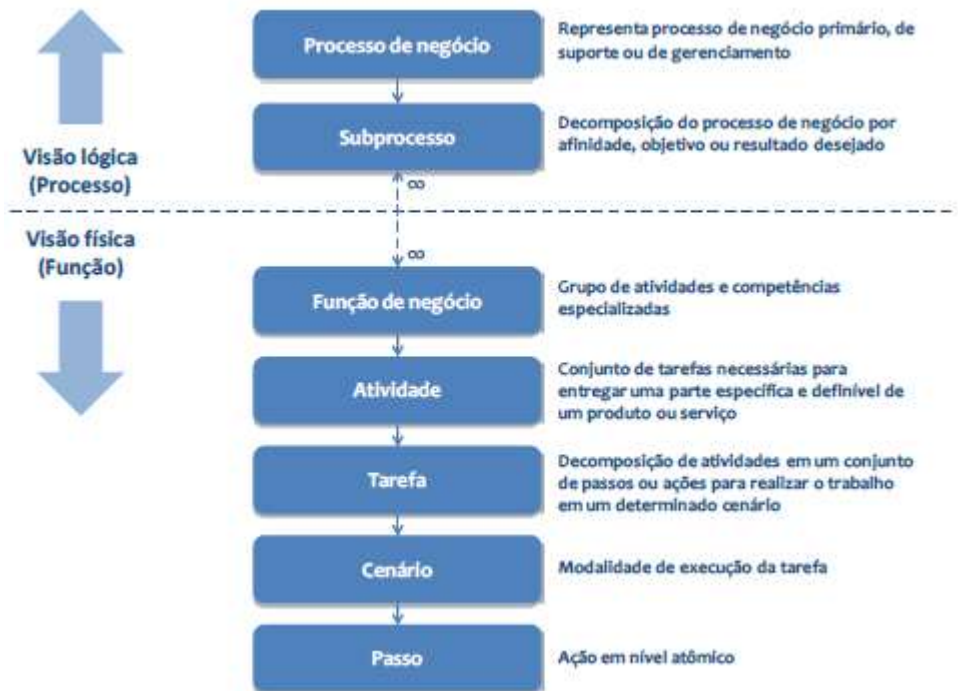 Processo de negócio
Representa processo de negócio primário, de
suporte ou de gerenciamento
Subprocesso
Decomposição do processo de negócio por
afinidade, objetivo ou resultado desejado
Visão lógica
(Processo)
∞
Visão física
(Função)
∞
Função de negócio
Grupo de atividades e competências
especializadas
Atividade
Conjunto de tarefas necessárias para
entregar uma parte específica e definível de
um produto ou serviço
Tarefa
Decomposição de atividades em um conjunto
de passos ou ações para realizar o trabalho
em um determinado cenário
Cenário
Modalidade de execução da tarefa
Passo
Ação em nível atômico